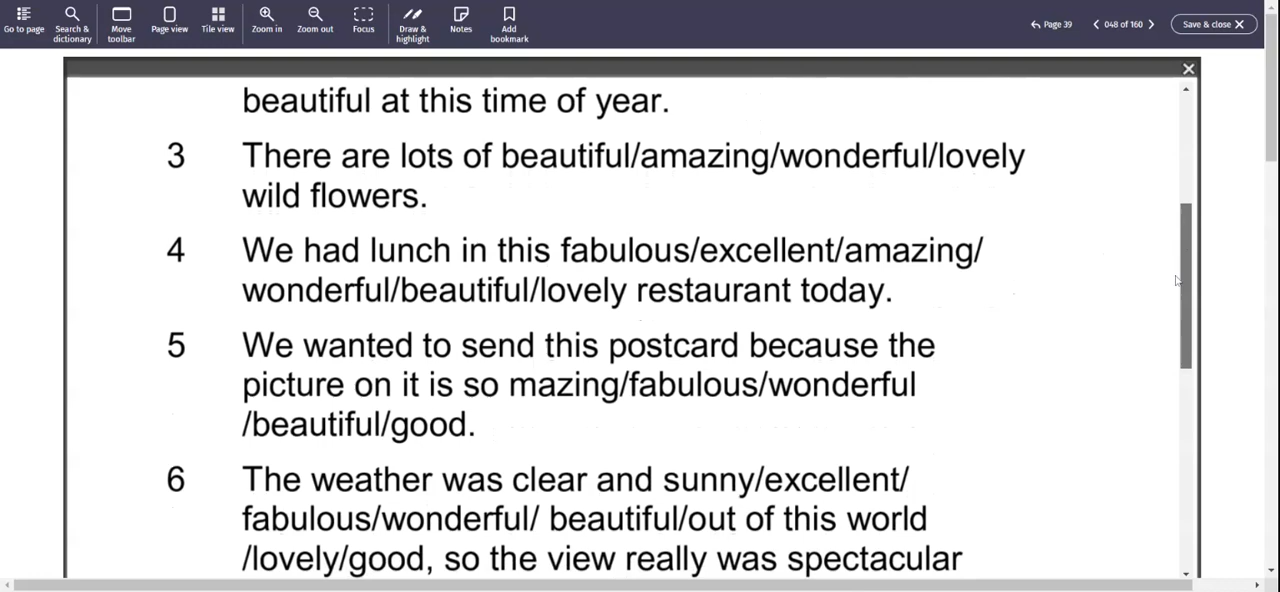 Go to page
Search & dictionary
Move toolbar
Page view
Tile view
Zoom in
Zoom out
Focus
Draw & highlight
Notes
Add bookmark
Page 39
048 of 160
Save & close
beautiful at this time of year.
3 There are lots of beautiful/amazing/wonderful/lovely
wild flowers.
4 We had lunch in this fabulous/excellent/amazing/
wonderful/beautiful/lovely restaurant today.
5 We wanted to send this postcard because the
picture on it is so mazing/fabulous/wonderful
/beautiful/good.
6 The weather was clear and sunny/excellent/
fabulous/wonderful/ beautiful/out of this world
/lovely/good, so the view really was spectacular